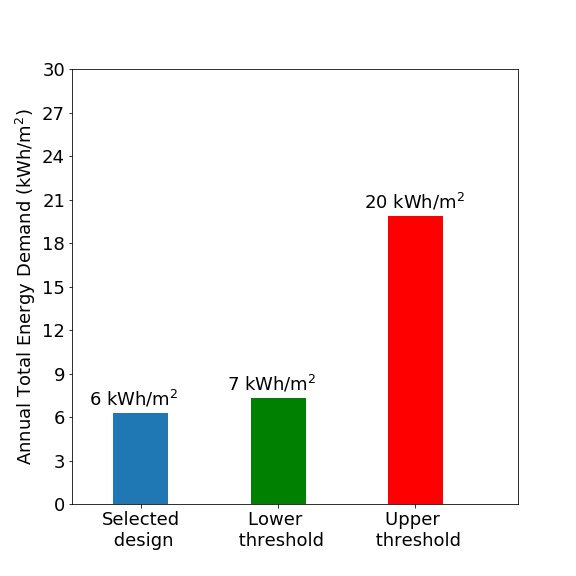 30
27
24
21
18
15
12
9
6
3
0
Annual Total Energy Demand (kWh/m²)
6 kWh/m²
7 kWh/m²
20 kWh/m²
Selected
design
Lower
threshold
Upper
threshold